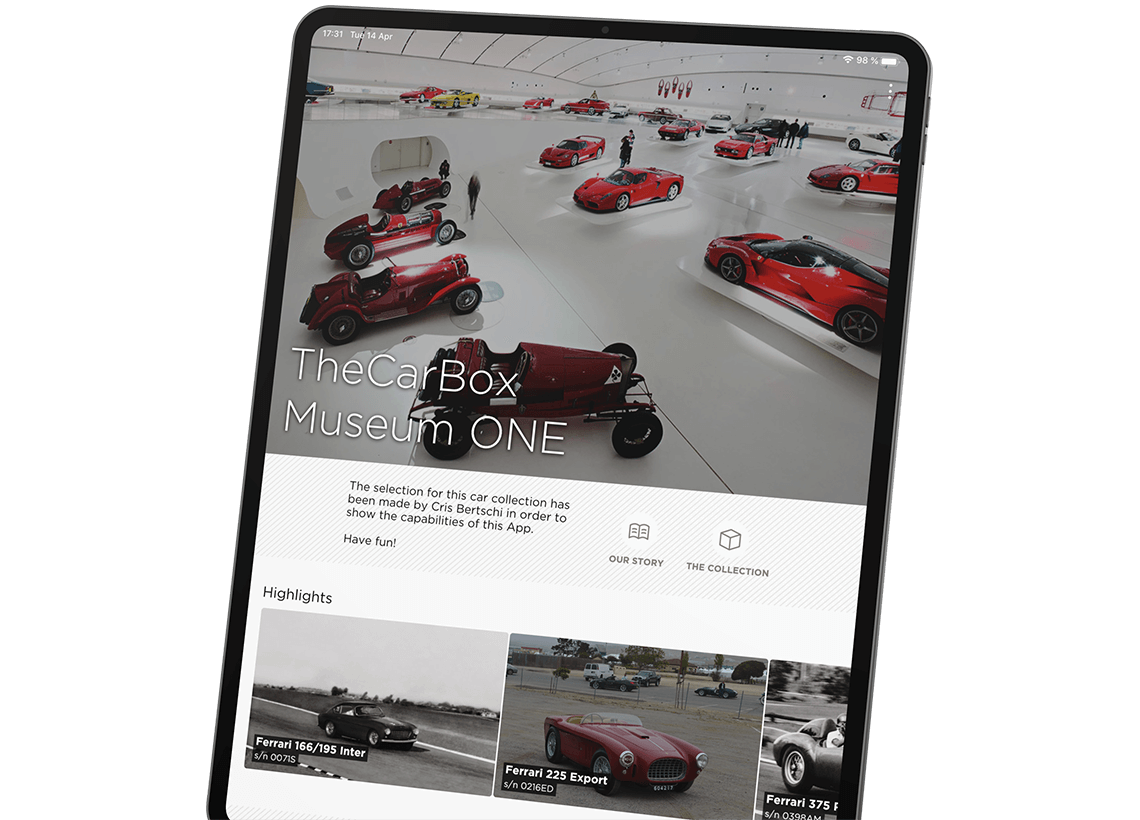 17:31 Tue 14 Apr
98 %
TheCarBox
Museum ONE
The selection for this car collection has
been made by Cris Bertschi in order to
show the capabilities of this App.
Have fun!
OUR STORY
THE COLLECTION
Highlights
Ferrari 166/195 Inter
s/n 0071S
Ferrari 225 Export
s/n 0216ED
Ferrari 375
s/n 0398AM